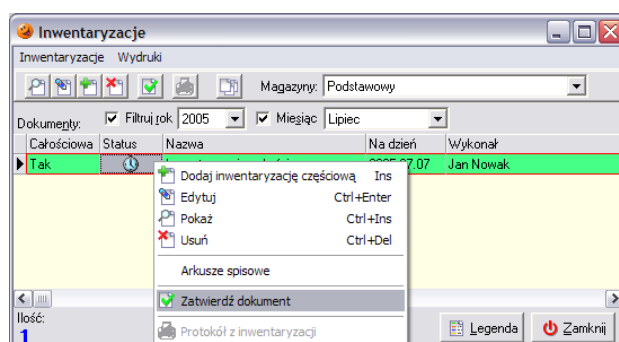 Inwentaryzacje
Inwentaryzacje Wydruki
Magazyny: Podstawowy
Dokumenty: Filtruj rok 2005 Miesiąc Lipiec
Całościowa Status Nazwa Na dzień Wykonał
Tak 07.07 Jan Nowak
Dodaj inwentaryzację częściową Ins
Edytuj Ctrl+Enter
Pokaż Ctrl+Ins
Usuń Ctrl+Del
Arkusze spisowe
Zatwierdź dokument
Protokół z inwentaryzacji
Ilość:
1
Legenda Zamknij